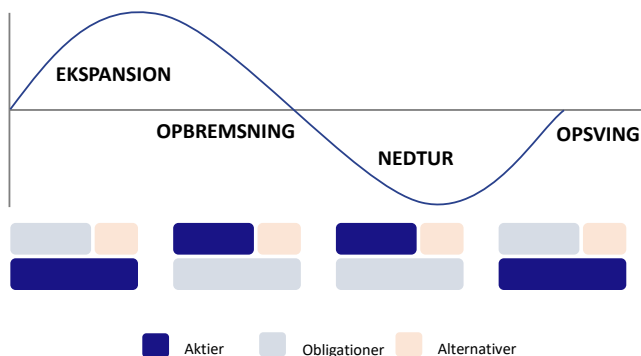 EKSPANSION
OPBREMSNING
NEDTUR
OPSVING
Aktier
Obligationer
Alternativer